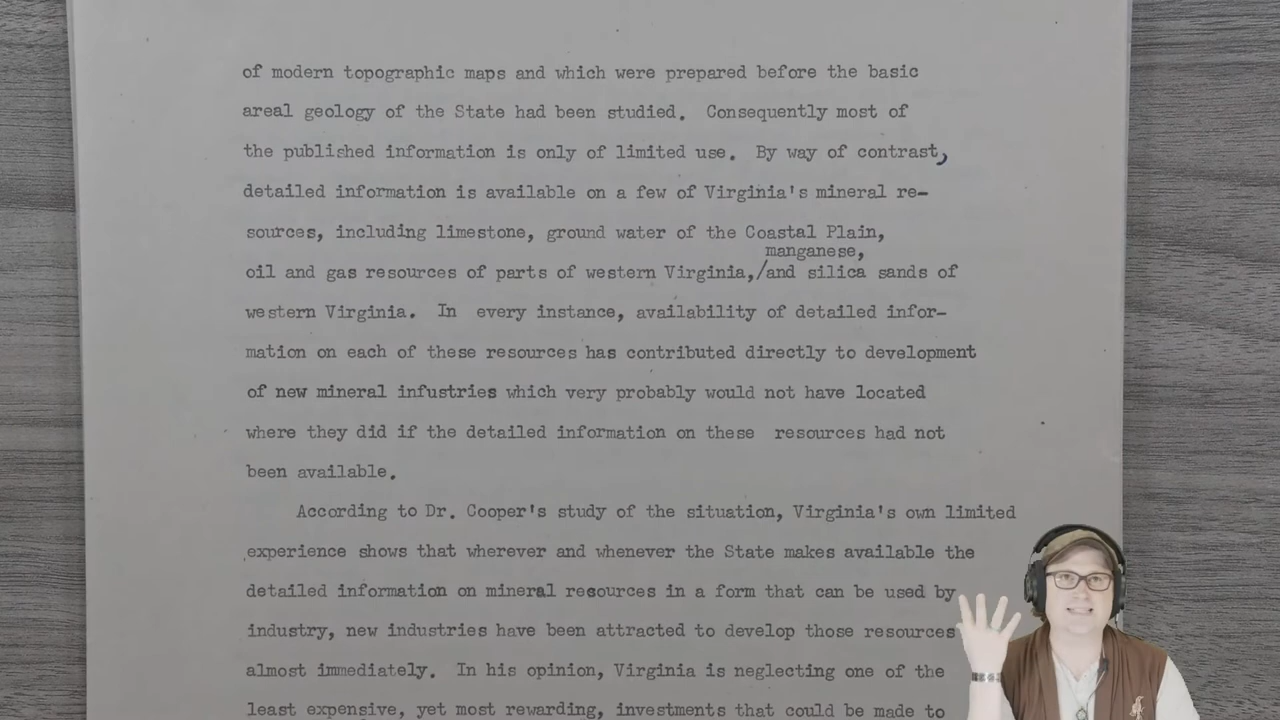 of modern topographic maps and which were prepared before the basic
areal geology of the State had been studied. Consequently most of
the published information is only of limited use. By way of contrast,
detailed information is available on a few of Virginia's mineral re-
sources, including limestone, ground water of the Coastal Plain,
manganese,
oil and gas resources of parts of western Virginia,/and silica sands of
western Virginia. In every instance, availability of detailed infor-
mation on each of these resources has contributed directly to development
of new mineral infustries which very probably would not have located
where they did if the detailed information on these resources had not
been available.
According to Dr. Cooper's study of the situation, Virginia's own limited
experience shows that wherever and whenever the State makes available the
detailed information on mineral resources in a form that can be used by
industry, new industries have been attracted to develop those resources
almost immediately. In his opinion, Virginia is neglecting one of the
least expensive, yet most rewarding, investments that could be made to